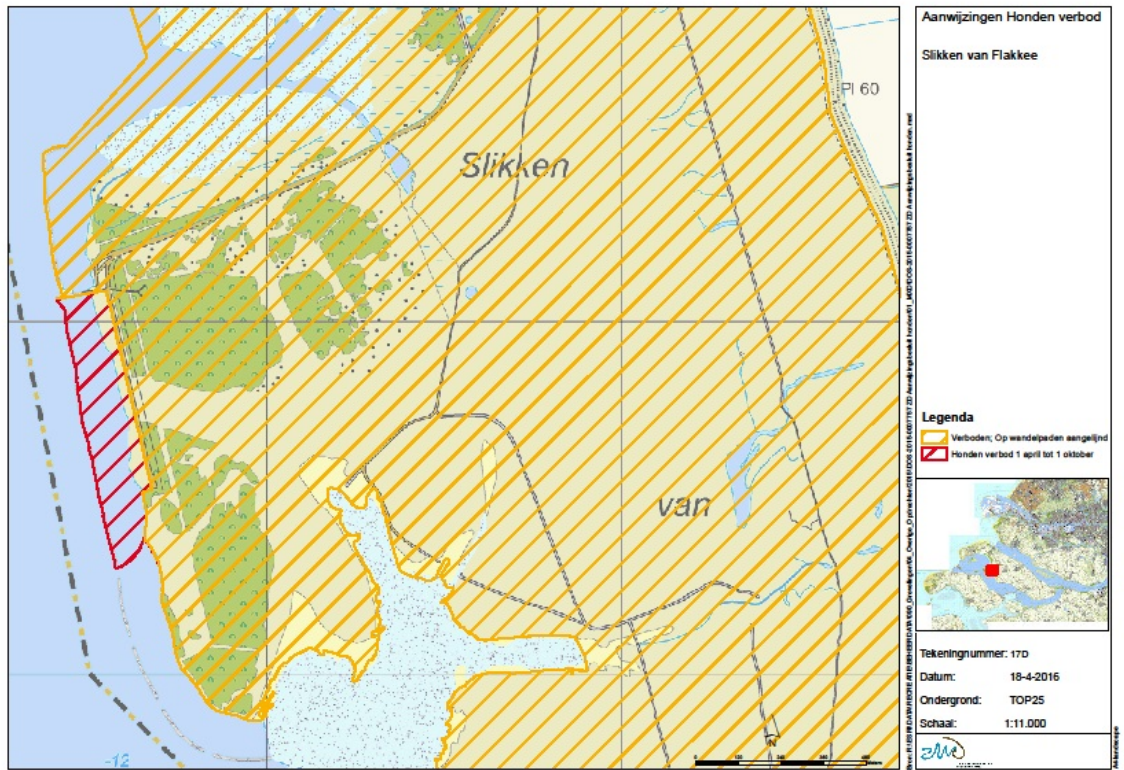 Aanwijzingen Honden verbod
Slikken van Flakkee
Pl 60
Slikken
van
-12
Legenda
Verboden; Op wandelpaden aangelijnd
Honden verbod 1 april tot 1 oktober
Tekeningnummer: 17D
Datum: 18-4-2016
Ondergrond: TOP25
Schaal: 1:11.000
N